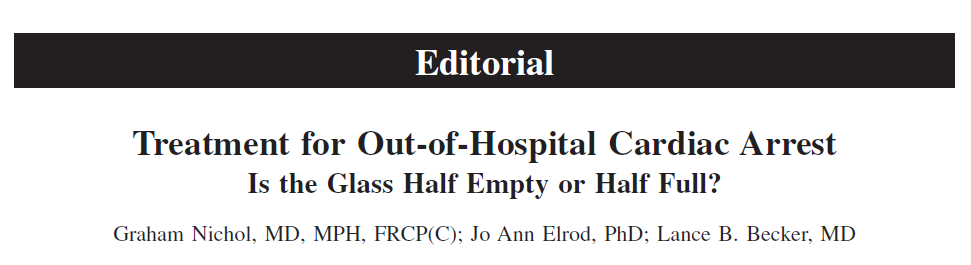 Editorial
Treatment for Out-of-Hospital Cardiac Arrest
Is the Glass Half Empty or Half Full?
Graham Nichol, MD, MPH, FRCP(C); Jo Ann Elrod, PhD; Lance B. Becker, MD